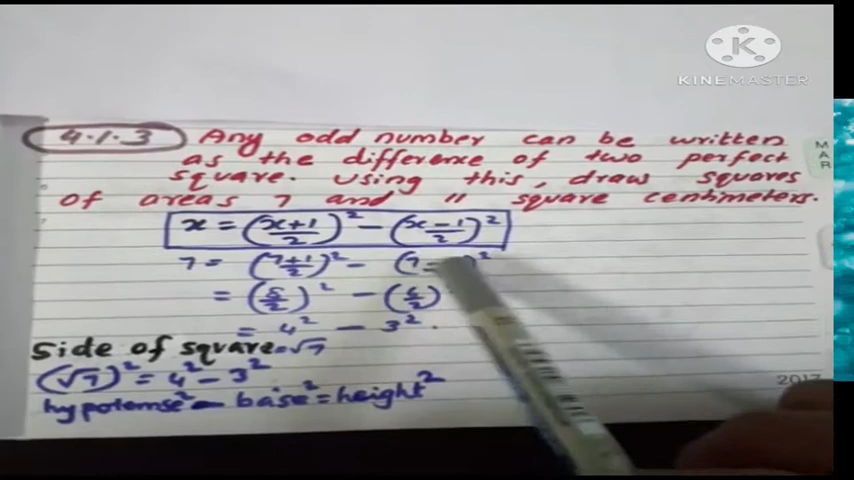 K
KINEMASTER
4.1.3 Any odd number can be written
as the difference of two perfect
square. Using this, draw squares
of areas 7 and 11 square centimeters.
x = (x+1/2)² - (x-1/2)²
7 = (7+1/2)² - (7-
= (8/2)² - (6/2)
= 4² - 3².
Side of square = √7
(√7)² = 4² - 3²
hypotemse² - base² = height²
MAR
2017